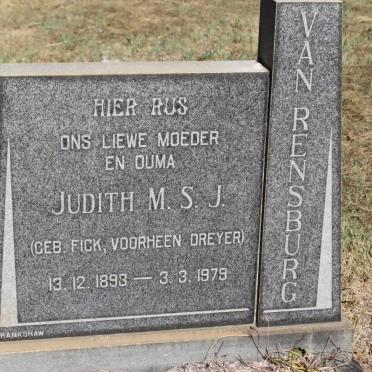 HIER RUS
ONS LIEWE MOEDER
EN OUMA
JUDITH M. S. J.
(GEB. FICK, VOORHEEN DREYER)
13. 12. 1893 — 3. 3. 1979
VAN RENSBURG
RANKSHAW